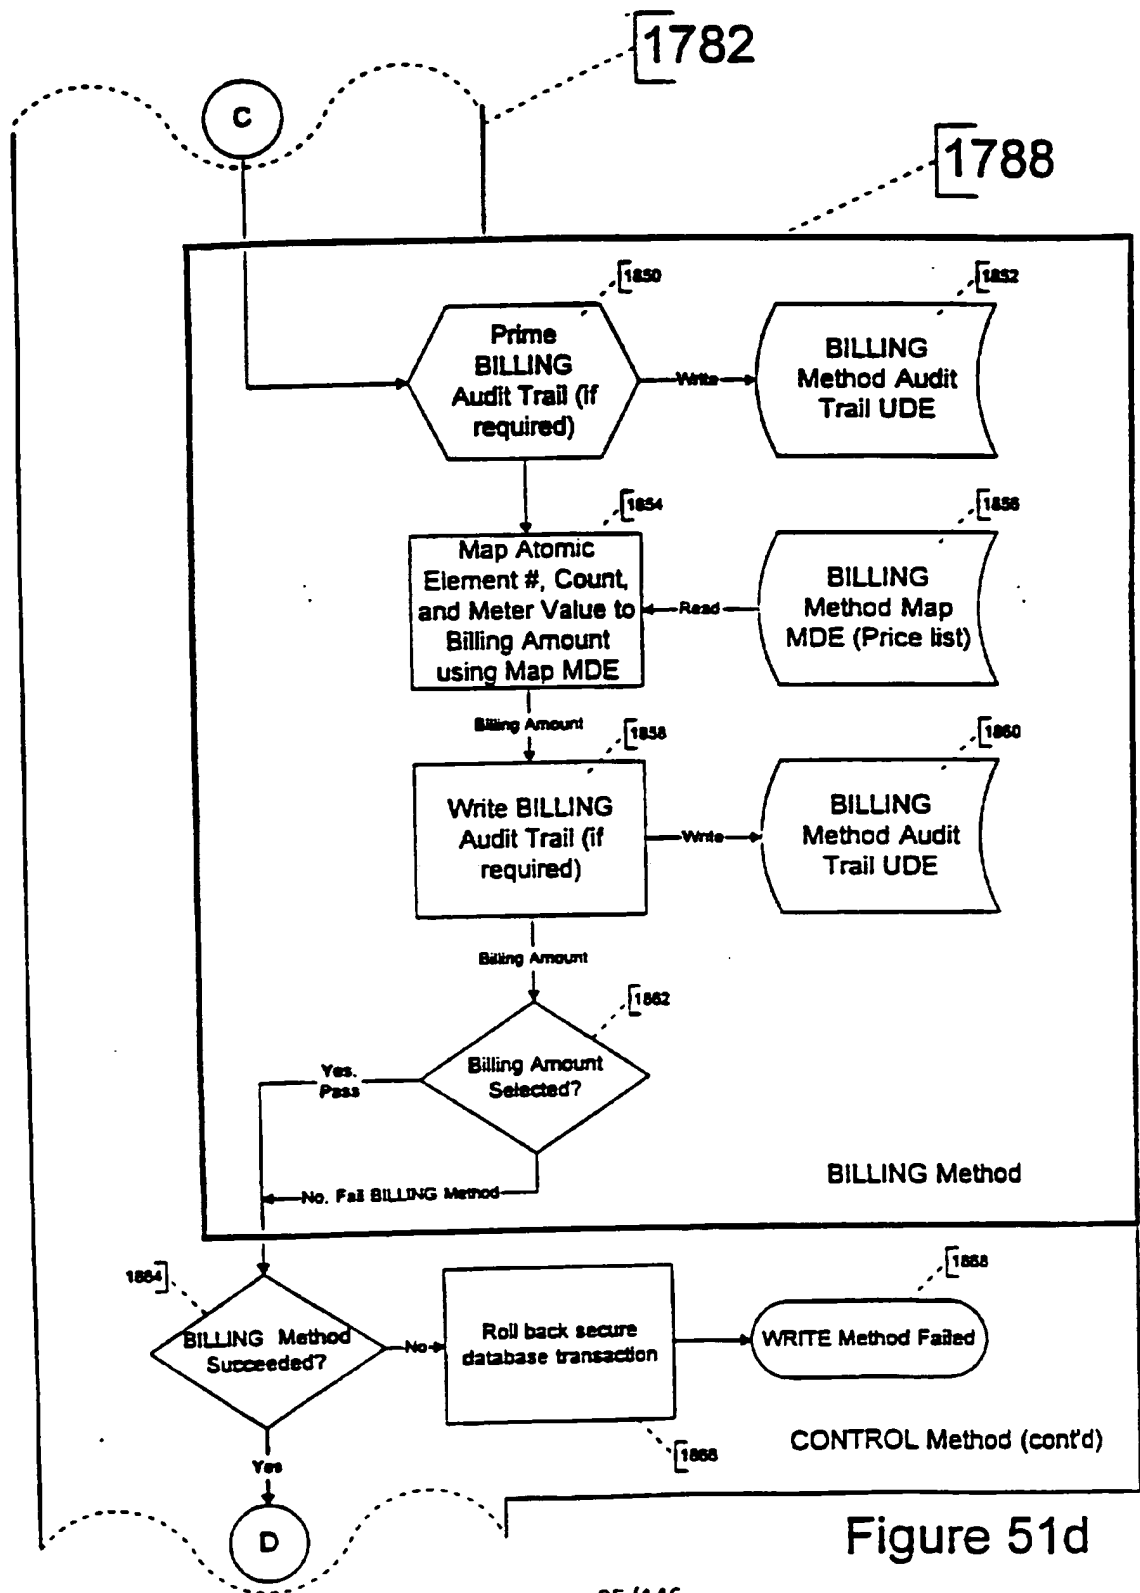 1782
C
1788
1850
Prime
BILLING
Audit Trail (if
required)
Write
1852
BILLING
Method Audit
Trail UDE
1854
Map Atomic
Element #, Count,
and Meter Value to
Billing Amount
using Map MDE
Read
1856
BILLING
Method Map
MDE (Price list)
Billing Amount
1858
Write BILLING
Audit Trail (if
required)
Write
1860
BILLING
Method Audit
Trail UDE
Billing Amount
1862
Billing Amount
Selected?
Yes.
Pass
No. Fail BILLING Method
BILLING Method
1864
BILLING Method
Succeeded?
No
Roll back secure
database transaction
1866
1868
WRITE Method Failed
CONTROL Method (cont'd)
Yes
D
Figure 51d